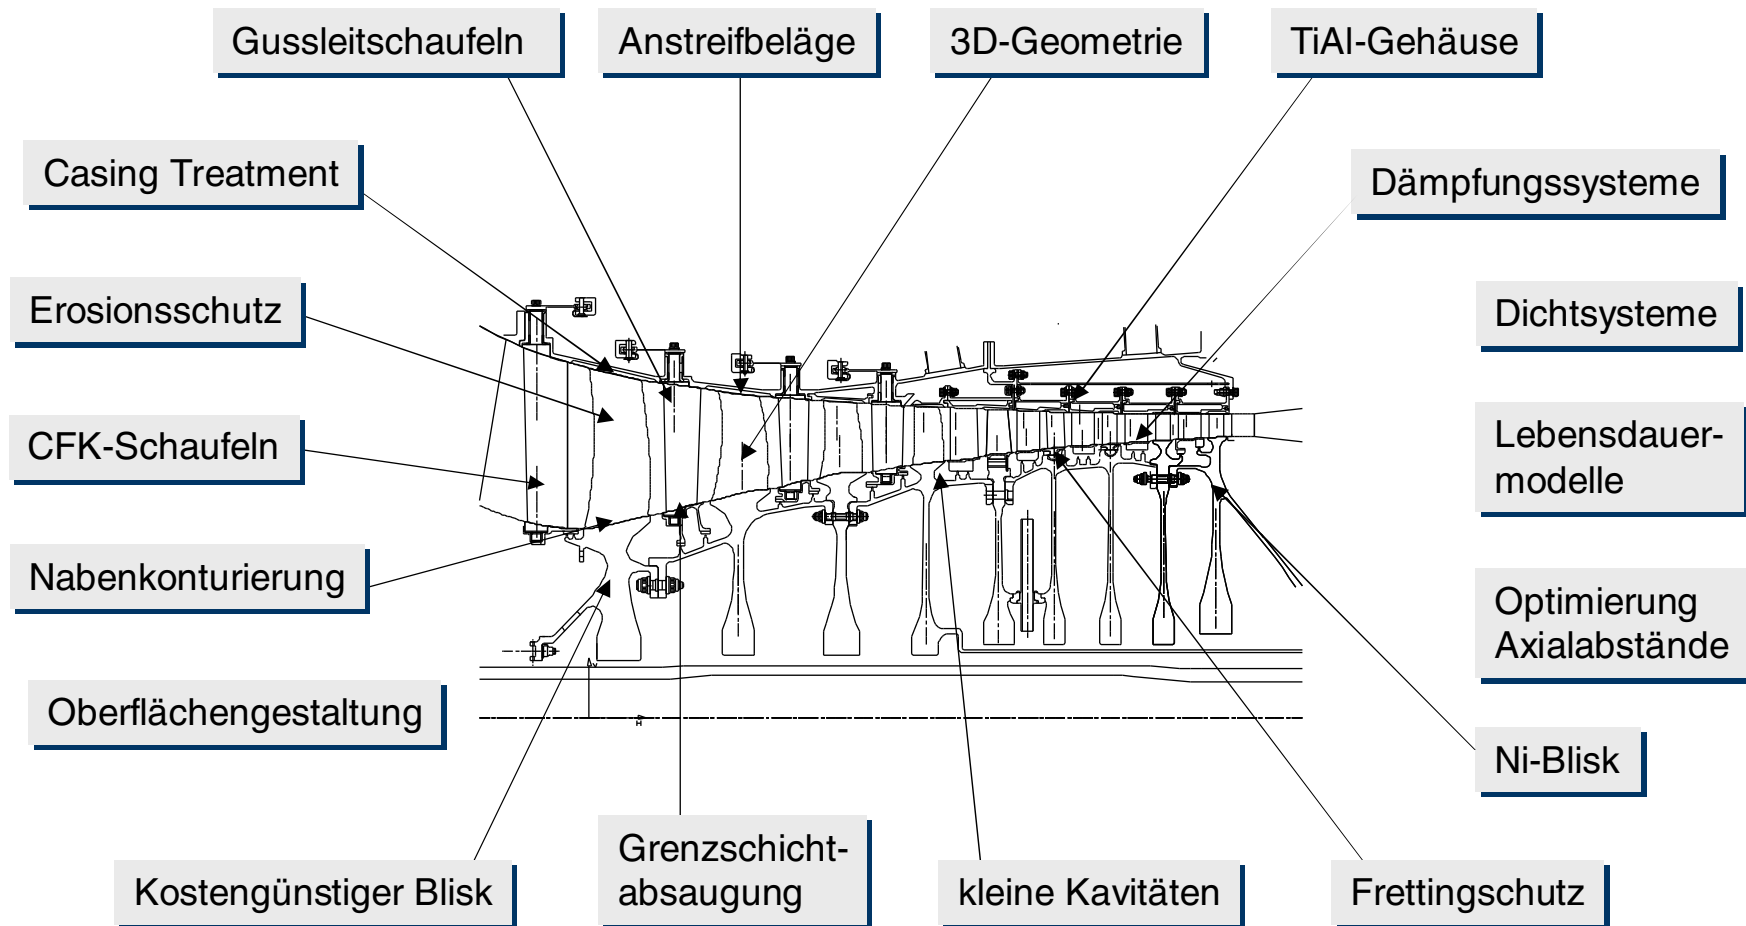 Gussleitschaufeln
Anstreifbeläge
3D-Geometrie
TiAl-Gehäuse
Casing Treatment
Dämpfungssysteme
Erosionsschutz
Dichtsysteme
CFK-Schaufeln
Lebensdauer-
modelle
Nabenkonturierung
Optimierung
Axialabstände
Oberflächengestaltung
Ni-Blisk
Kostengünstiger Blisk
Grenzschicht-
absaugung
kleine Kavitäten
Frettingschutz